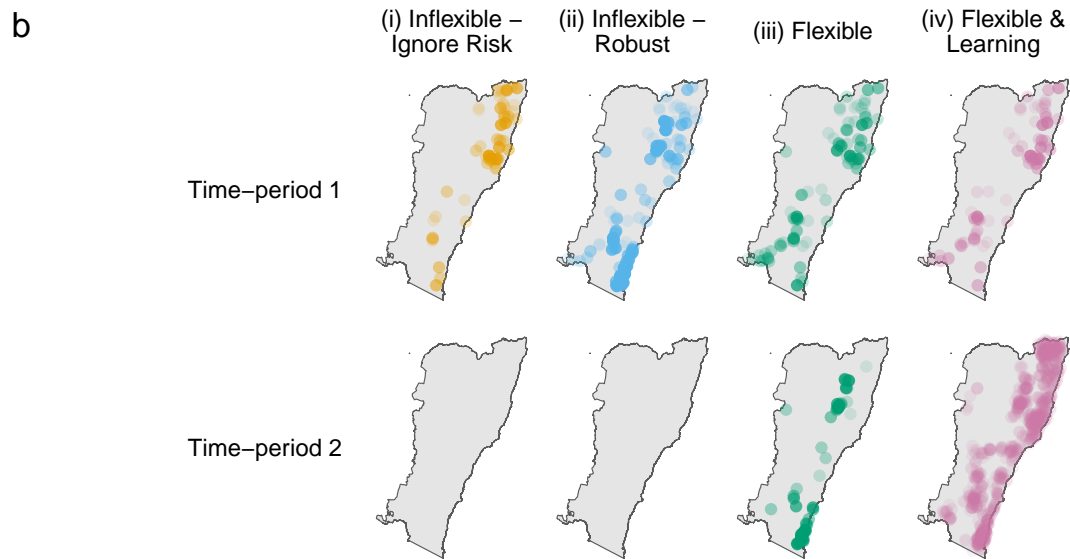 b
(i) Inflexible –
Ignore Risk
(ii) Inflexible –
Robust
(iii) Flexible
(iv) Flexible &
Learning
Time–period 1
Time–period 2